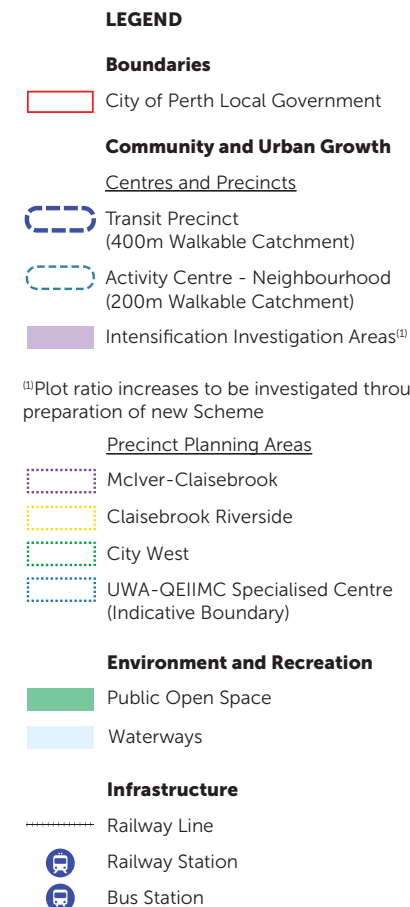 LEGEND
Boundaries
City of Perth Local Government
Community and Urban Growth
Centres and Precincts
Transit Precinct
(400m Walkable Catchment)
Activity Centre - Neighbourhood
(200m Walkable Catchment)
Intensification Investigation Areas⁽¹⁾
⁽¹⁾Plot ratio increases to be investigated throu
preparation of new Scheme
Precinct Planning Areas
McIver-Claisebrook
Claisebrook Riverside
City West
UWA-QEIIMC Specialised Centre
(Indicative Boundary)
Environment and Recreation
Public Open Space
Waterways
Infrastructure
Railway Line
Railway Station
Bus Station